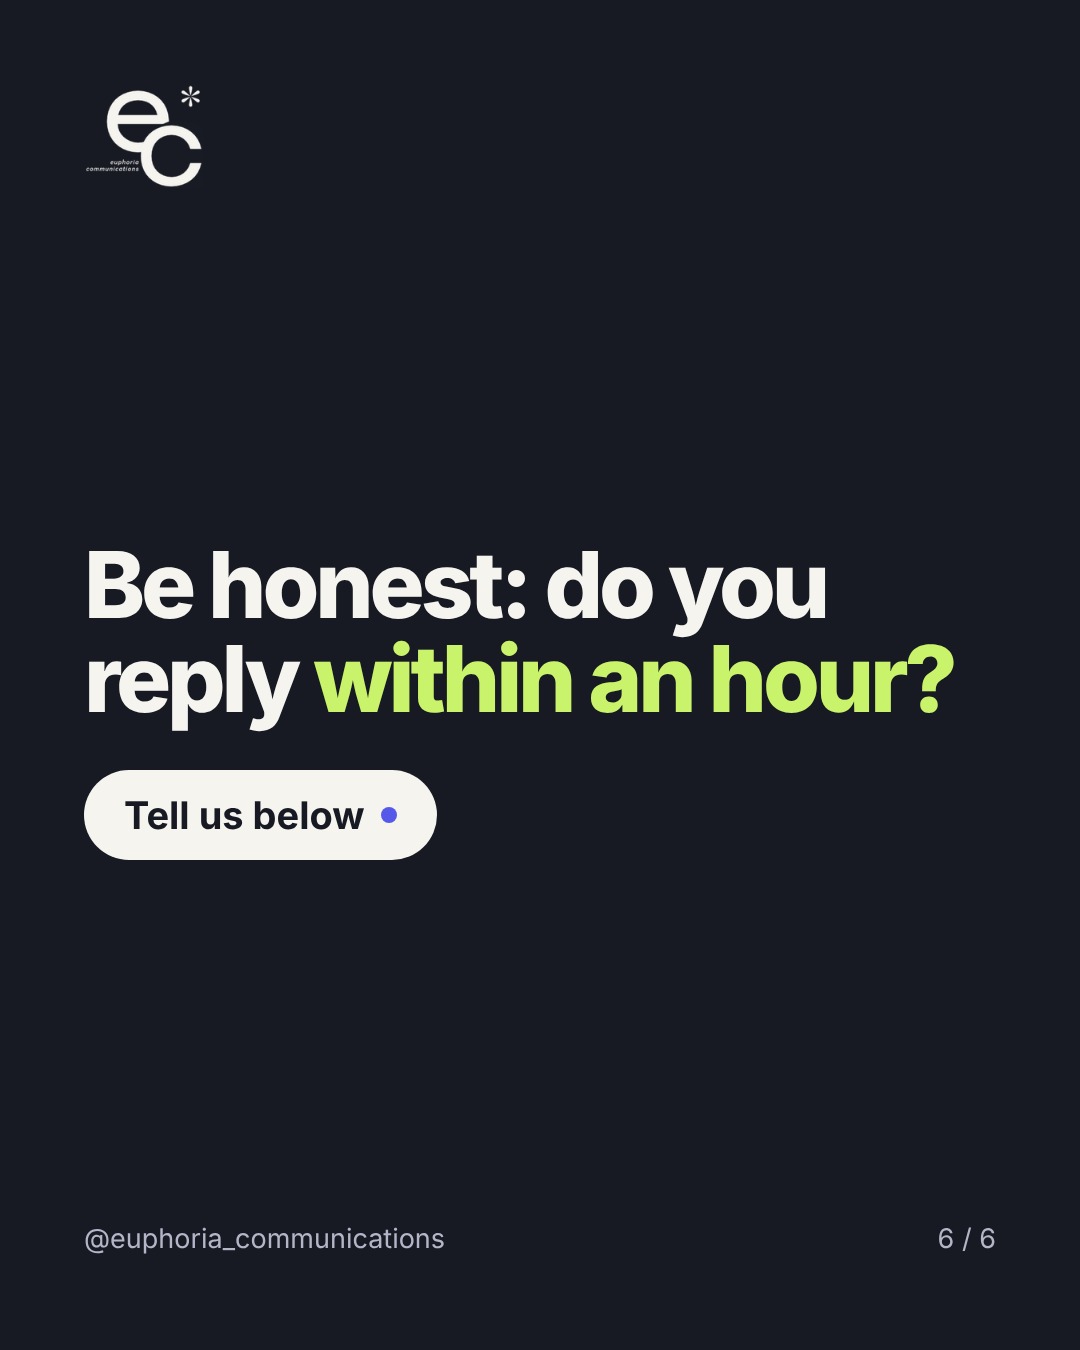 ec*
euphoria
communications
Be honest: do you
reply within an hour?
Tell us below
@euphoria_communications
6 / 6